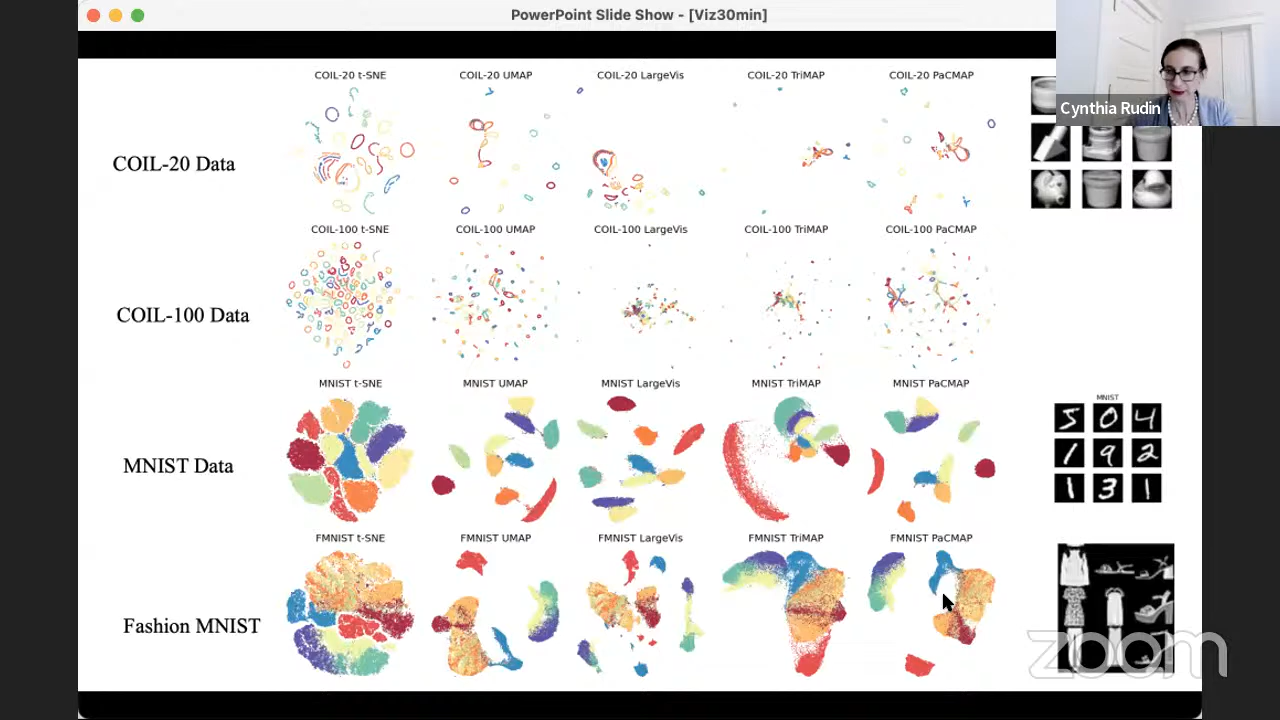 PowerPoint Slide Show - [Viz30min]
Cynthia Rudin
COIL-20 t-SNE COIL-20 UMAP COIL-20 LargeVis COIL-20 TriMAP COIL-20 PaCMAP
COIL-20 Data
COIL-100 t-SNE COIL-100 UMAP COIL-100 LargeVis COIL-100 TriMAP COIL-100 PaCMAP
COIL-100 Data
MNIST t-SNE MNIST UMAP MNIST LargeVis MNIST TriMAP MNIST PaCMAP
MNIST
5 0 4
MNIST Data
1 9 2
1 3 1
FMNIST t-SNE FMNIST UMAP FMNIST LargeVis FMNIST TriMAP FMNIST PaCMAP
Fashion MNIST
zoom